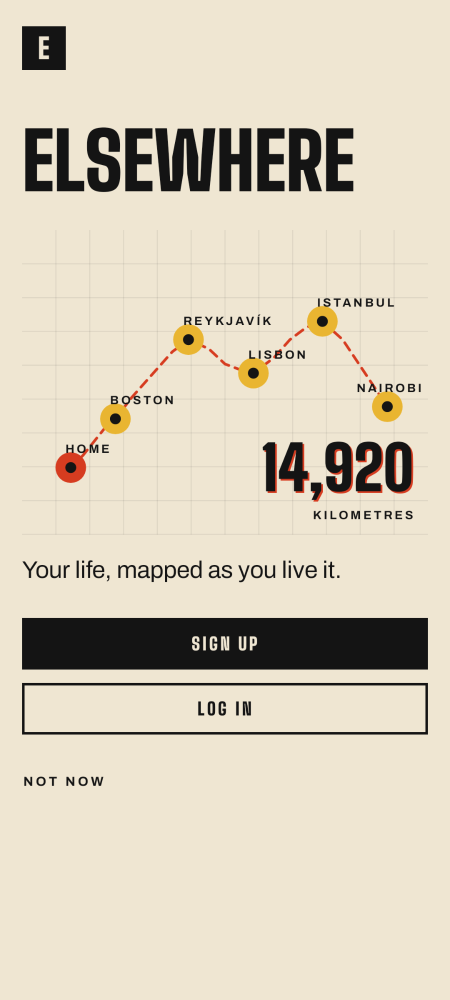 E
ELSEWHERE
ISTANBUL
REYKJAVÍK
LISBON
NAIROBI
BOSTON
HOME
14,920
KILOMETRES
Your life, mapped as you live it.
SIGN UP
LOG IN
NOT NOW